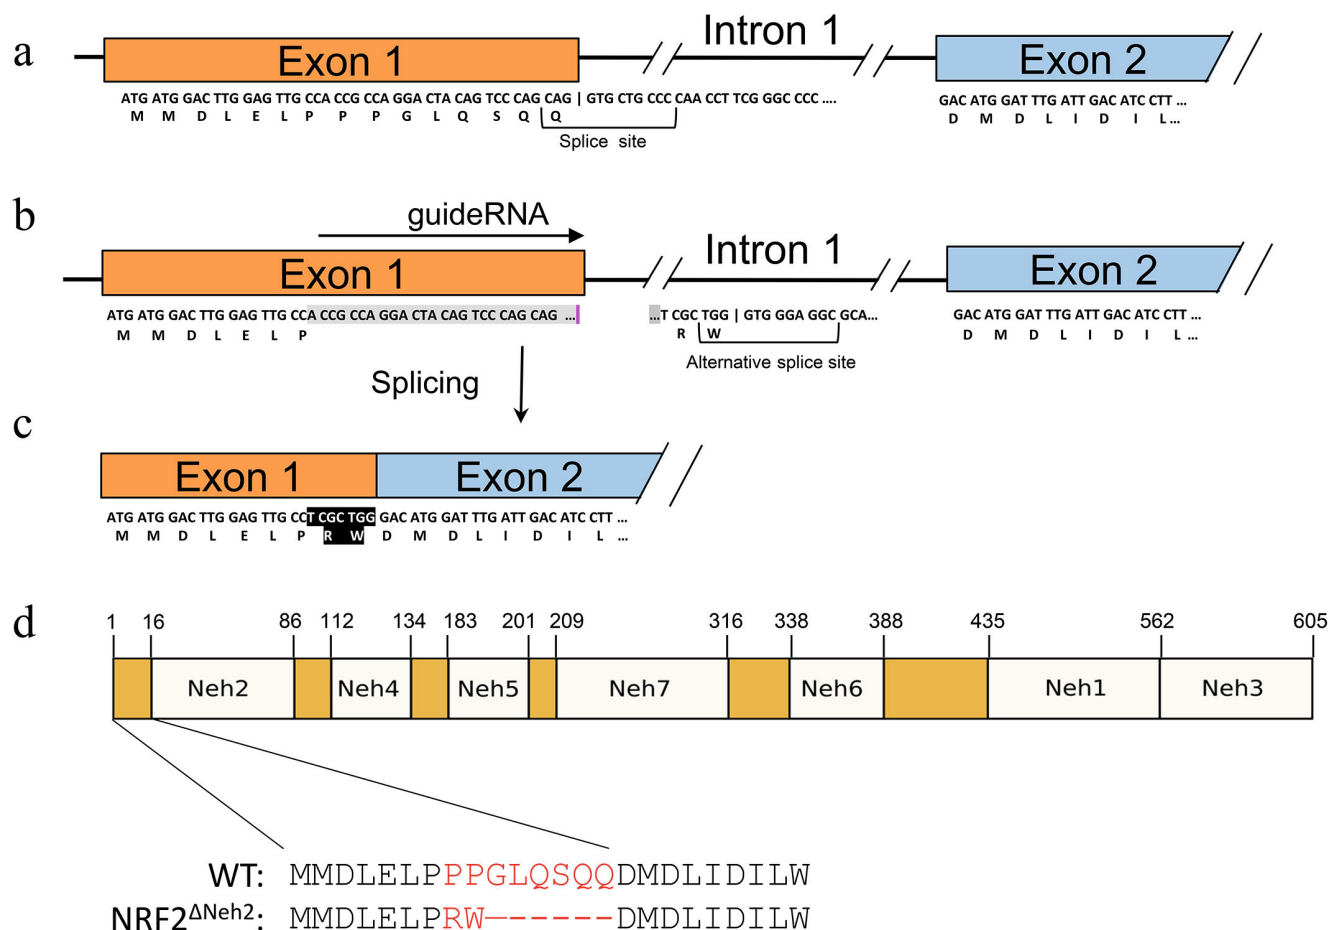 a
Exon 1
Intron 1
Exon 2
ATG ATG GAC TTG GAG TTG CCA CCG CCA GGA CTA CAG TCC CAG CAG | GTG CTG CCC CAA CCT TCG GGC CCC ....
M M D L E L P P P G L Q S Q Q
Splice site
GAC ATG GAT TTG ATT GAC ATC CTT ...
D M D L I D I L...
b
guideRNA
Exon 1
Intron 1
Exon 2
ATG ATG GAC TTG GAG TTG CCA CCG CCA GGA CTA CAG TCC CAG CAG ...
M M D L E L P
...T CGC TGG | GTG GGA GGC GCA...
R W
Alternative splice site
GAC ATG GAT TTG ATT GAC ATC CTT ...
D M D L I D I L ...
Splicing
c
Exon 1
Exon 2
ATG ATG GAC TTG GAG TTG CCT CGC TGG GAC ATG GAT TTG ATT GAC ATC CTT ...
M M D L E L P R W D M D L I D I L ...
d
1 16 86 112 134 183 201 209 316 338 388 435 562 605
Neh2 Neh4 Neh5 Neh7 Neh6 Neh1 Neh3
WT: MMDLELPPPGLQSQQDMDLIDILW
NRF2ΔNeh2: MMDLELPRW–------DMDLIDILW